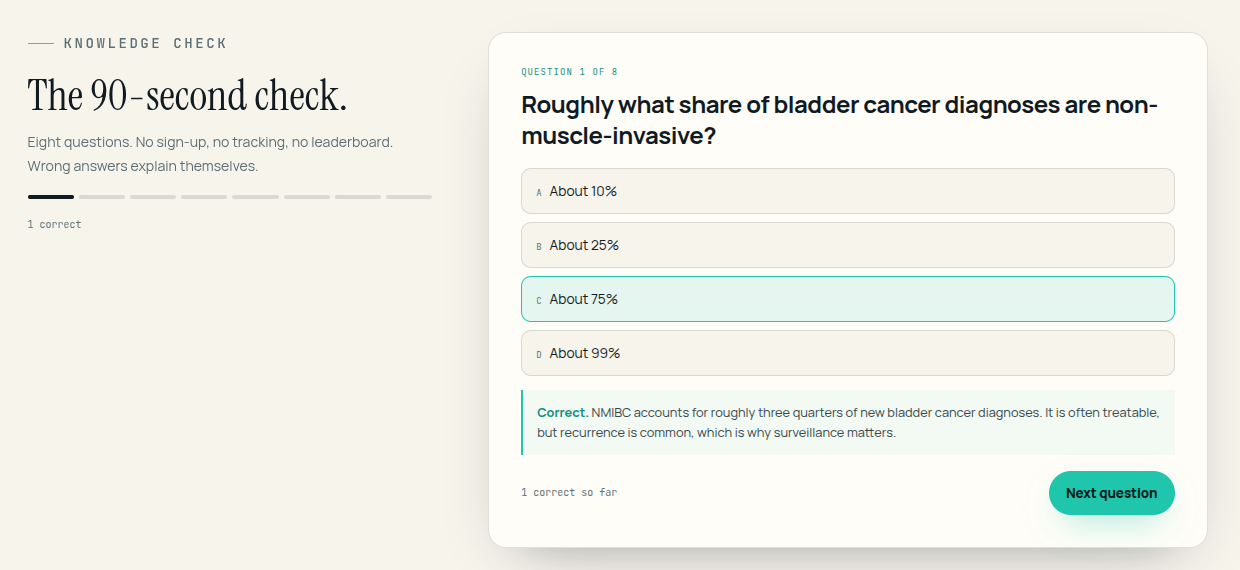 KNOWLEDGE CHECK
The 90-second check.
Eight questions. No sign-up, no tracking, no leaderboard.
Wrong answers explain themselves.
1 correct
QUESTION 1 OF 8
Roughly what share of bladder cancer diagnoses are non-
muscle-invasive?
A About 10%
B About 25%
C About 75%
D About 99%
Correct. NMIBC accounts for roughly three quarters of new bladder cancer diagnoses. It is often treatable,
but recurrence is common, which is why surveillance matters.
1 correct so far
Next question